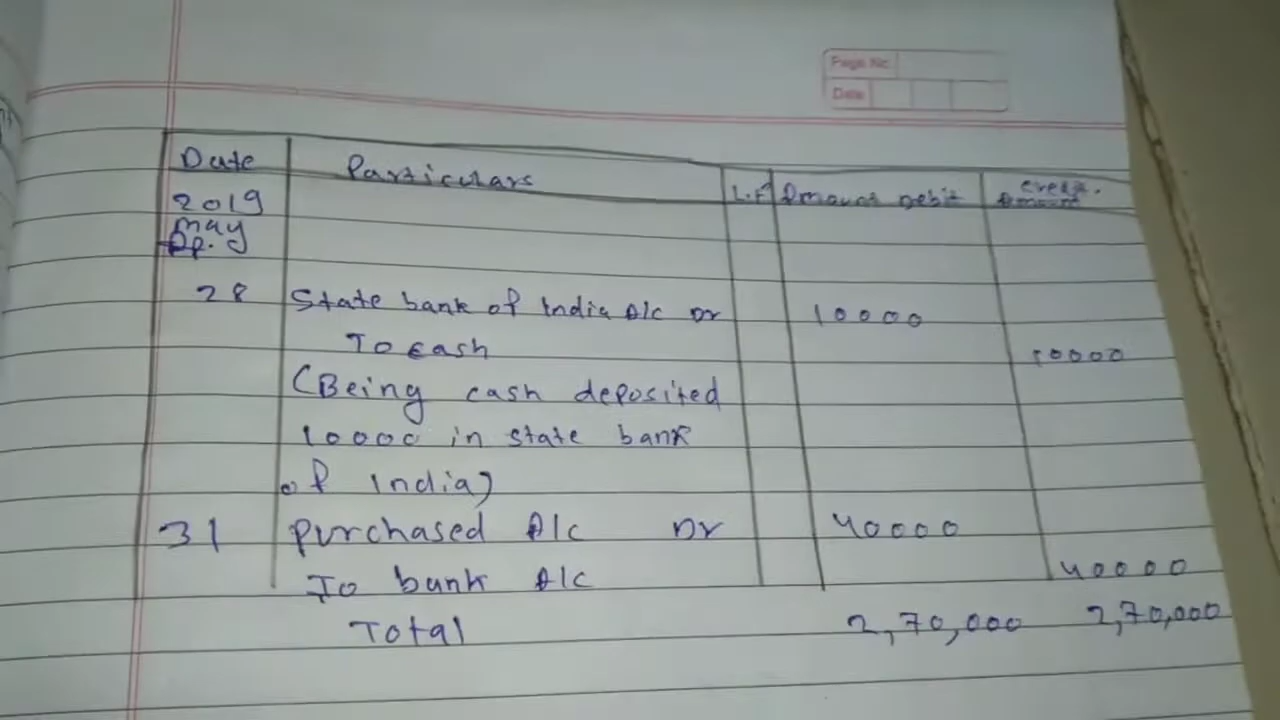 Page No.
Date
Date Particulars L.F Amount Debit credit. Amount
2019
may
28 State bank of India A/c Dr 10000
To cash 10000
(Being cash deposited
10000 in state bank
of India)
31 Purchased A/c Dr 40000
To bank A/c 40000
Total 2,70,000 2,70,000